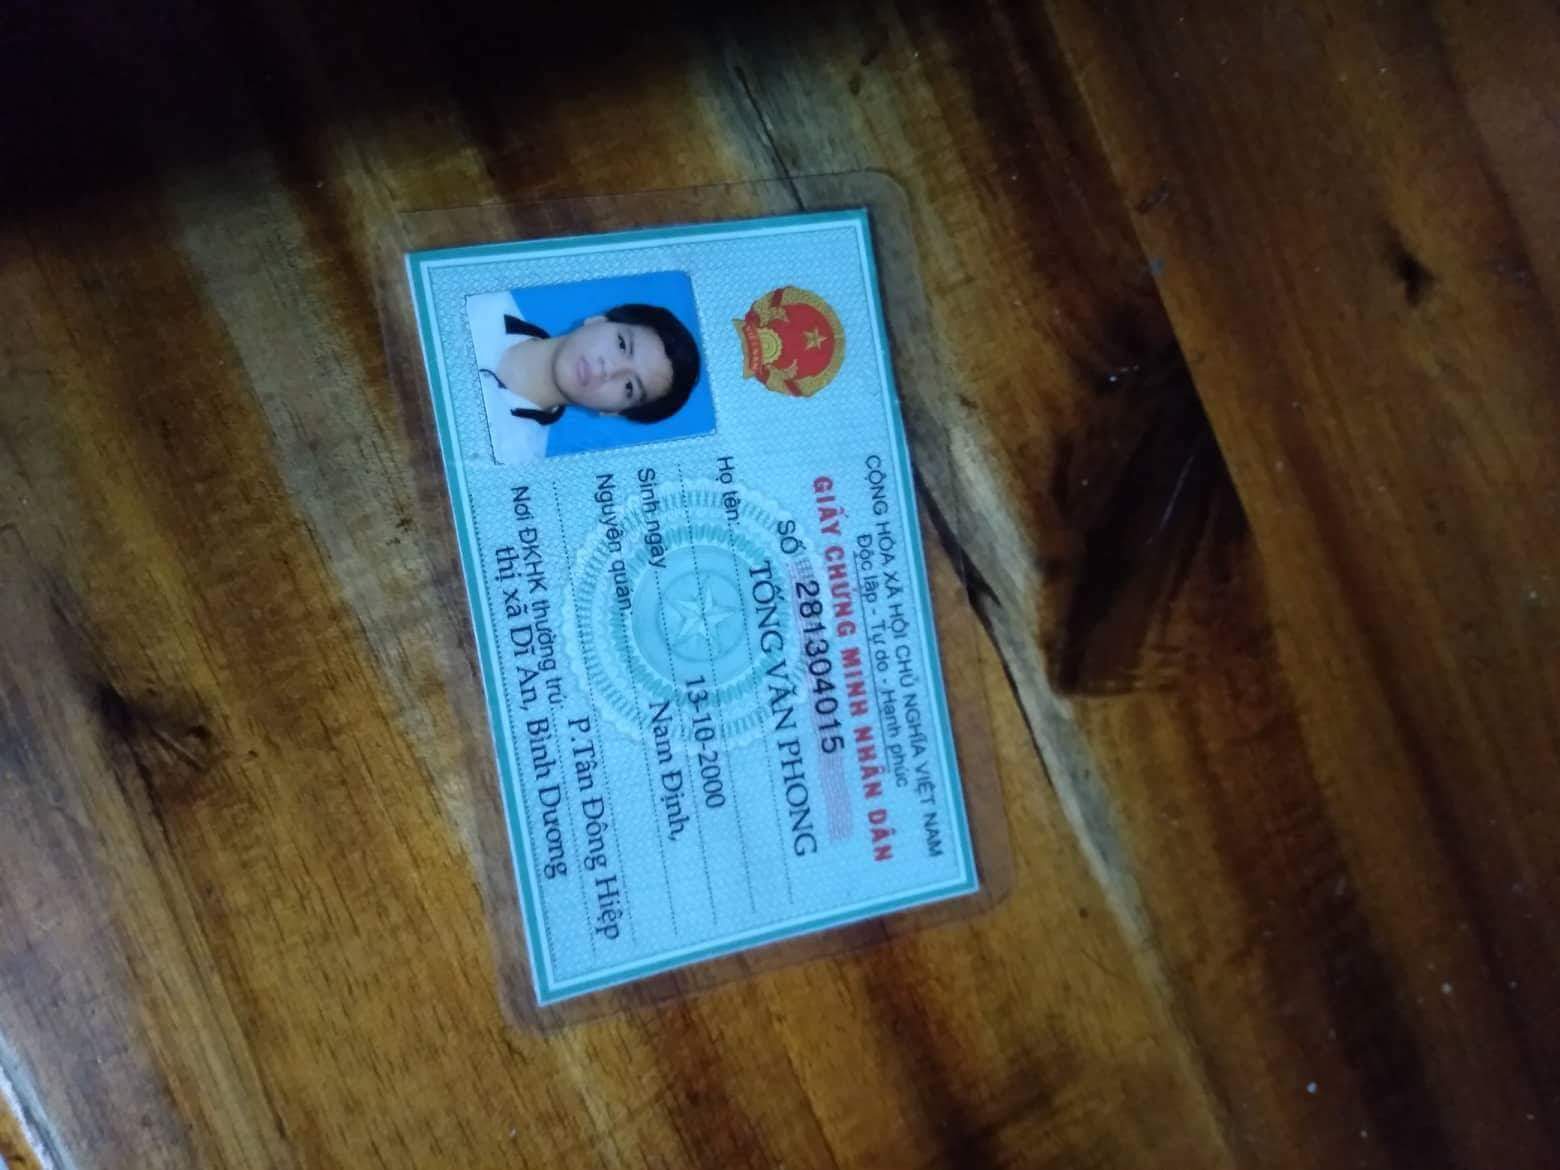 CỘNG HÒA XÃ HỘI CHỦ NGHĨA VIỆT NAM
Độc lập - Tự do - Hạnh phúc
GIẤY CHỨNG MINH NHÂN DÂN
SỐ 281304015
Họ tên: TỐNG VĂN PHONG
Sinh ngày 13-10-2000
Nguyên quán: Nam Định,
Nơi ĐKHK thường trú: P.Tân Đông Hiệp
thị xã Dĩ An, Bình Dương